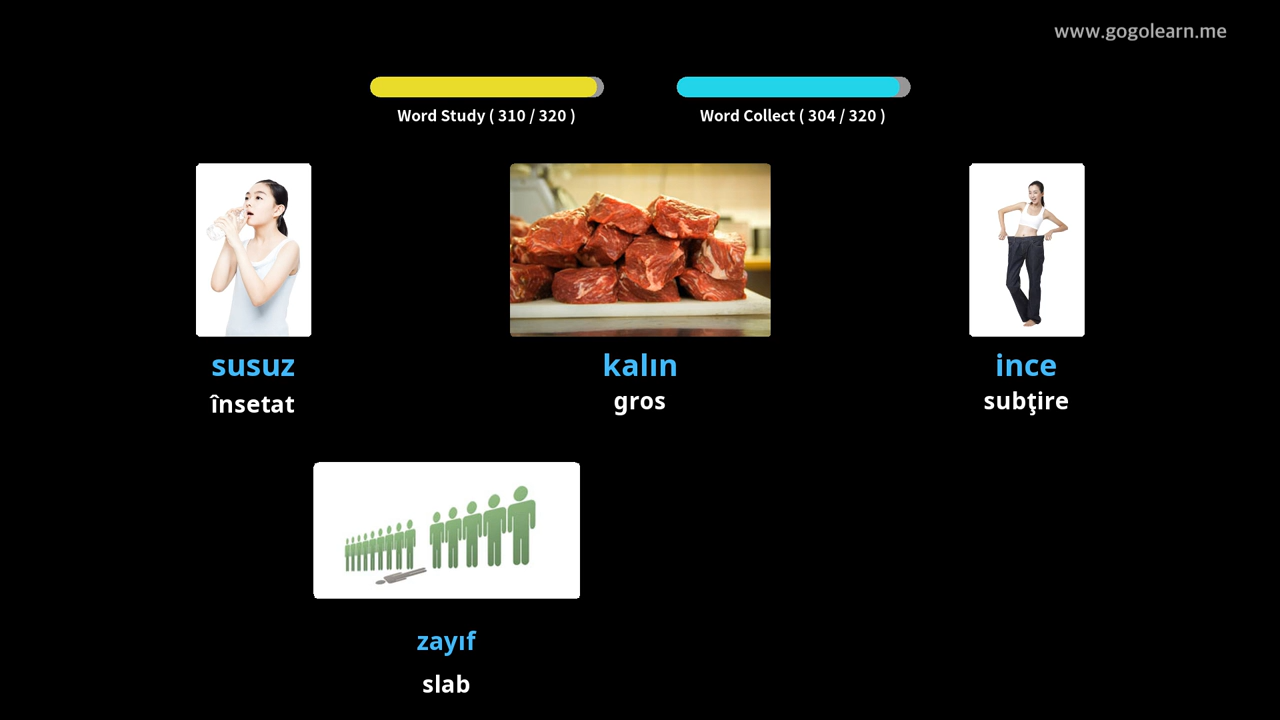 www.gogolearn.me
Word Study ( 310 / 320 )
Word Collect ( 304 / 320 )
susuz
însetat
kalın
gros
ince
subţire
zayıf
slab